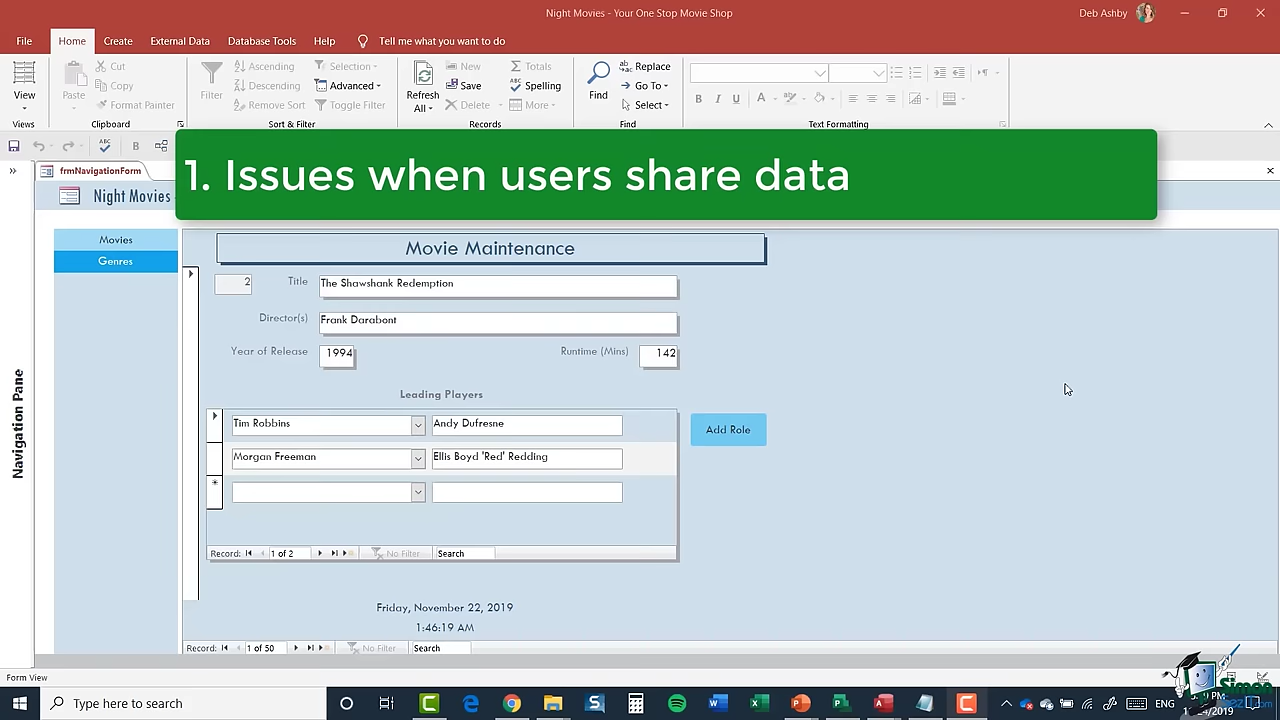 Night Movies - Your One Stop Movie Shop
Deb Ashby
File Home Create External Data Database Tools Help Tell me what you want to do
View
Views
Paste
Cut
Copy
Format Painter
Clipboard
Filter
Ascending
Descending
Remove Sort
Selection
Advanced
Toggle Filter
Sort & Filter
Refresh
All
New
Save
Delete
Totals
Spelling
More
Records
Find
Replace
Go To
Select
Find
B I U A
Text Formatting
ABC B
frmNavigationForm
Night Movies
1. Issues when users share data
Movies
Genres
Navigation Pane
Movie Maintenance
2 Title The Shawshank Redemption
Director(s) Frank Darabont
Year of Release 1994 Runtime (Mins) 142
Leading Players
Tim Robbins Andy Dufresne
Add Role
Morgan Freeman Ellis Boyd 'Red' Redding
Record: 1 of 2 No Filter Search
Friday, November 22, 2019
1:46:19 AM
Record: 1 of 50 No Filter Search
Form View
Type here to search
ENG